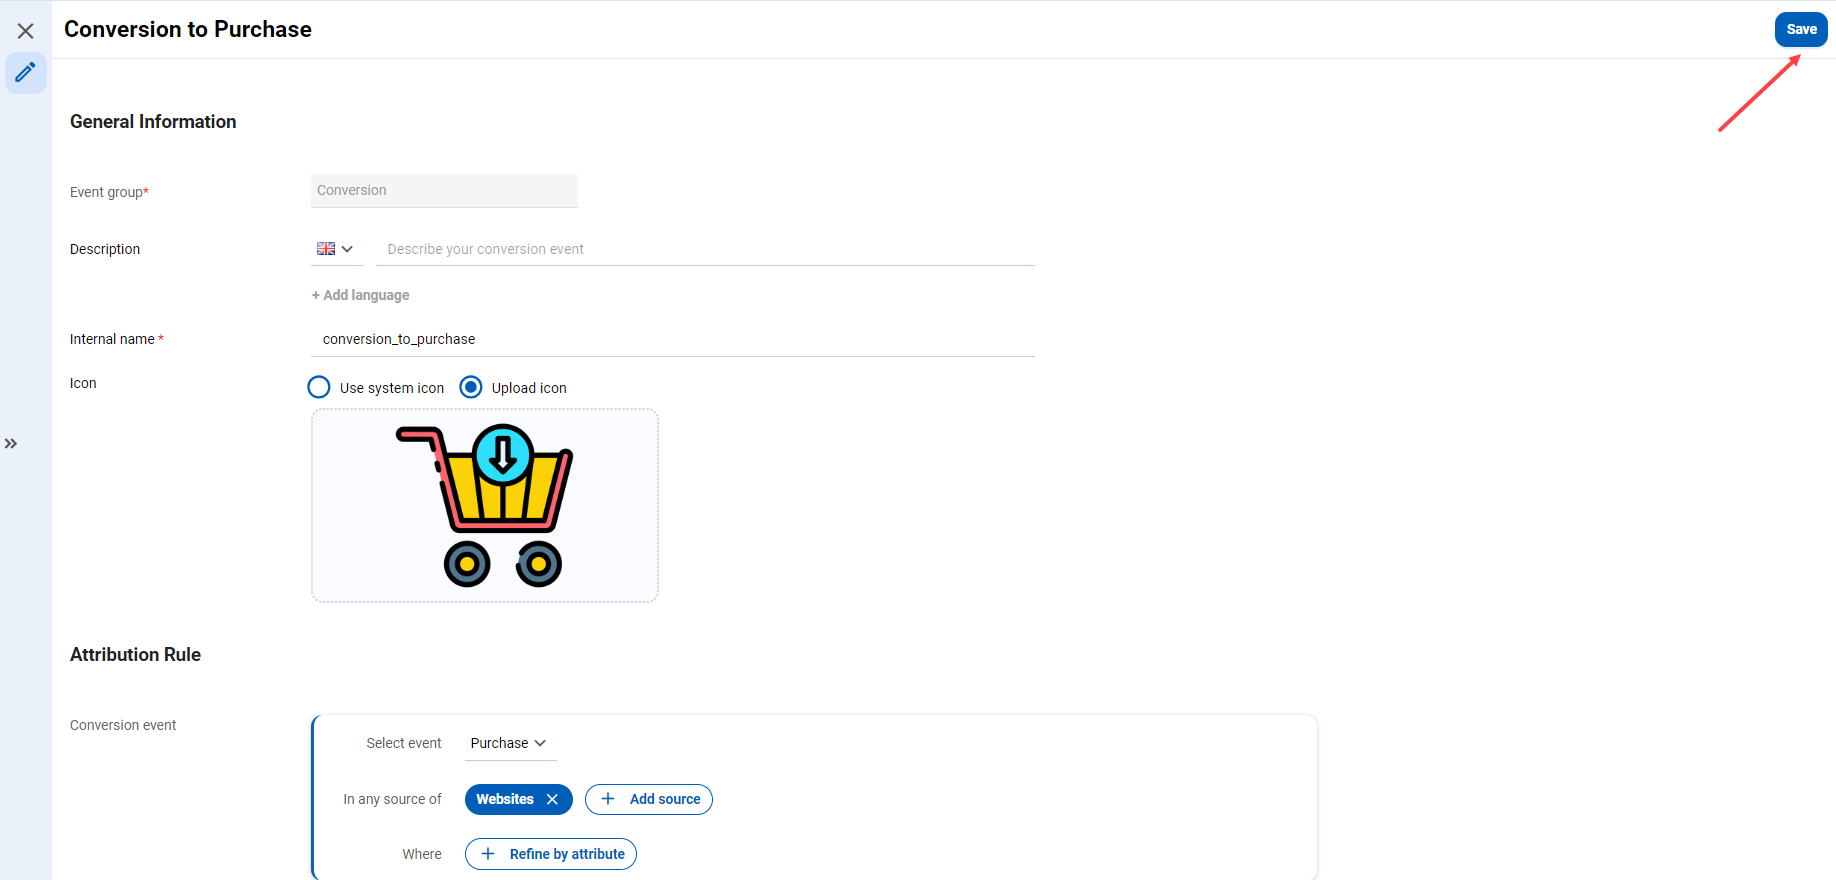 Conversion to Purchase
Save
General Information
Event group*
Conversion
Description
Describe your conversion event
+ Add language
Internal name *
conversion_to_purchase
Icon
Use system icon
Upload icon
Attribution Rule
Conversion event
Select event
Purchase
In any source of
Websites
Add source
Where
Refine by attribute